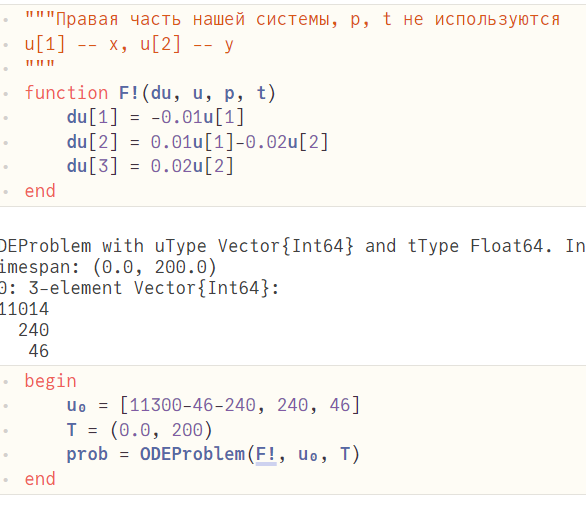 """Правая часть нашей системы, p, t не используются
u[1] -- x, u[2] -- y
"""
function F!(du, u, p, t)
du[1] = -0.01u[1]
du[2] = 0.01u[1]-0.02u[2]
du[3] = 0.02u[2]
end
DEProblem with uType Vector{Int64} and tType Float64. In
imespan: (0.0, 200.0)
0: 3-element Vector{Int64}:
11014
240
46
begin
u₀ = [11300-46-240, 240, 46]
T = (0.0, 200)
prob = ODEProblem(F!, u₀, T)
end